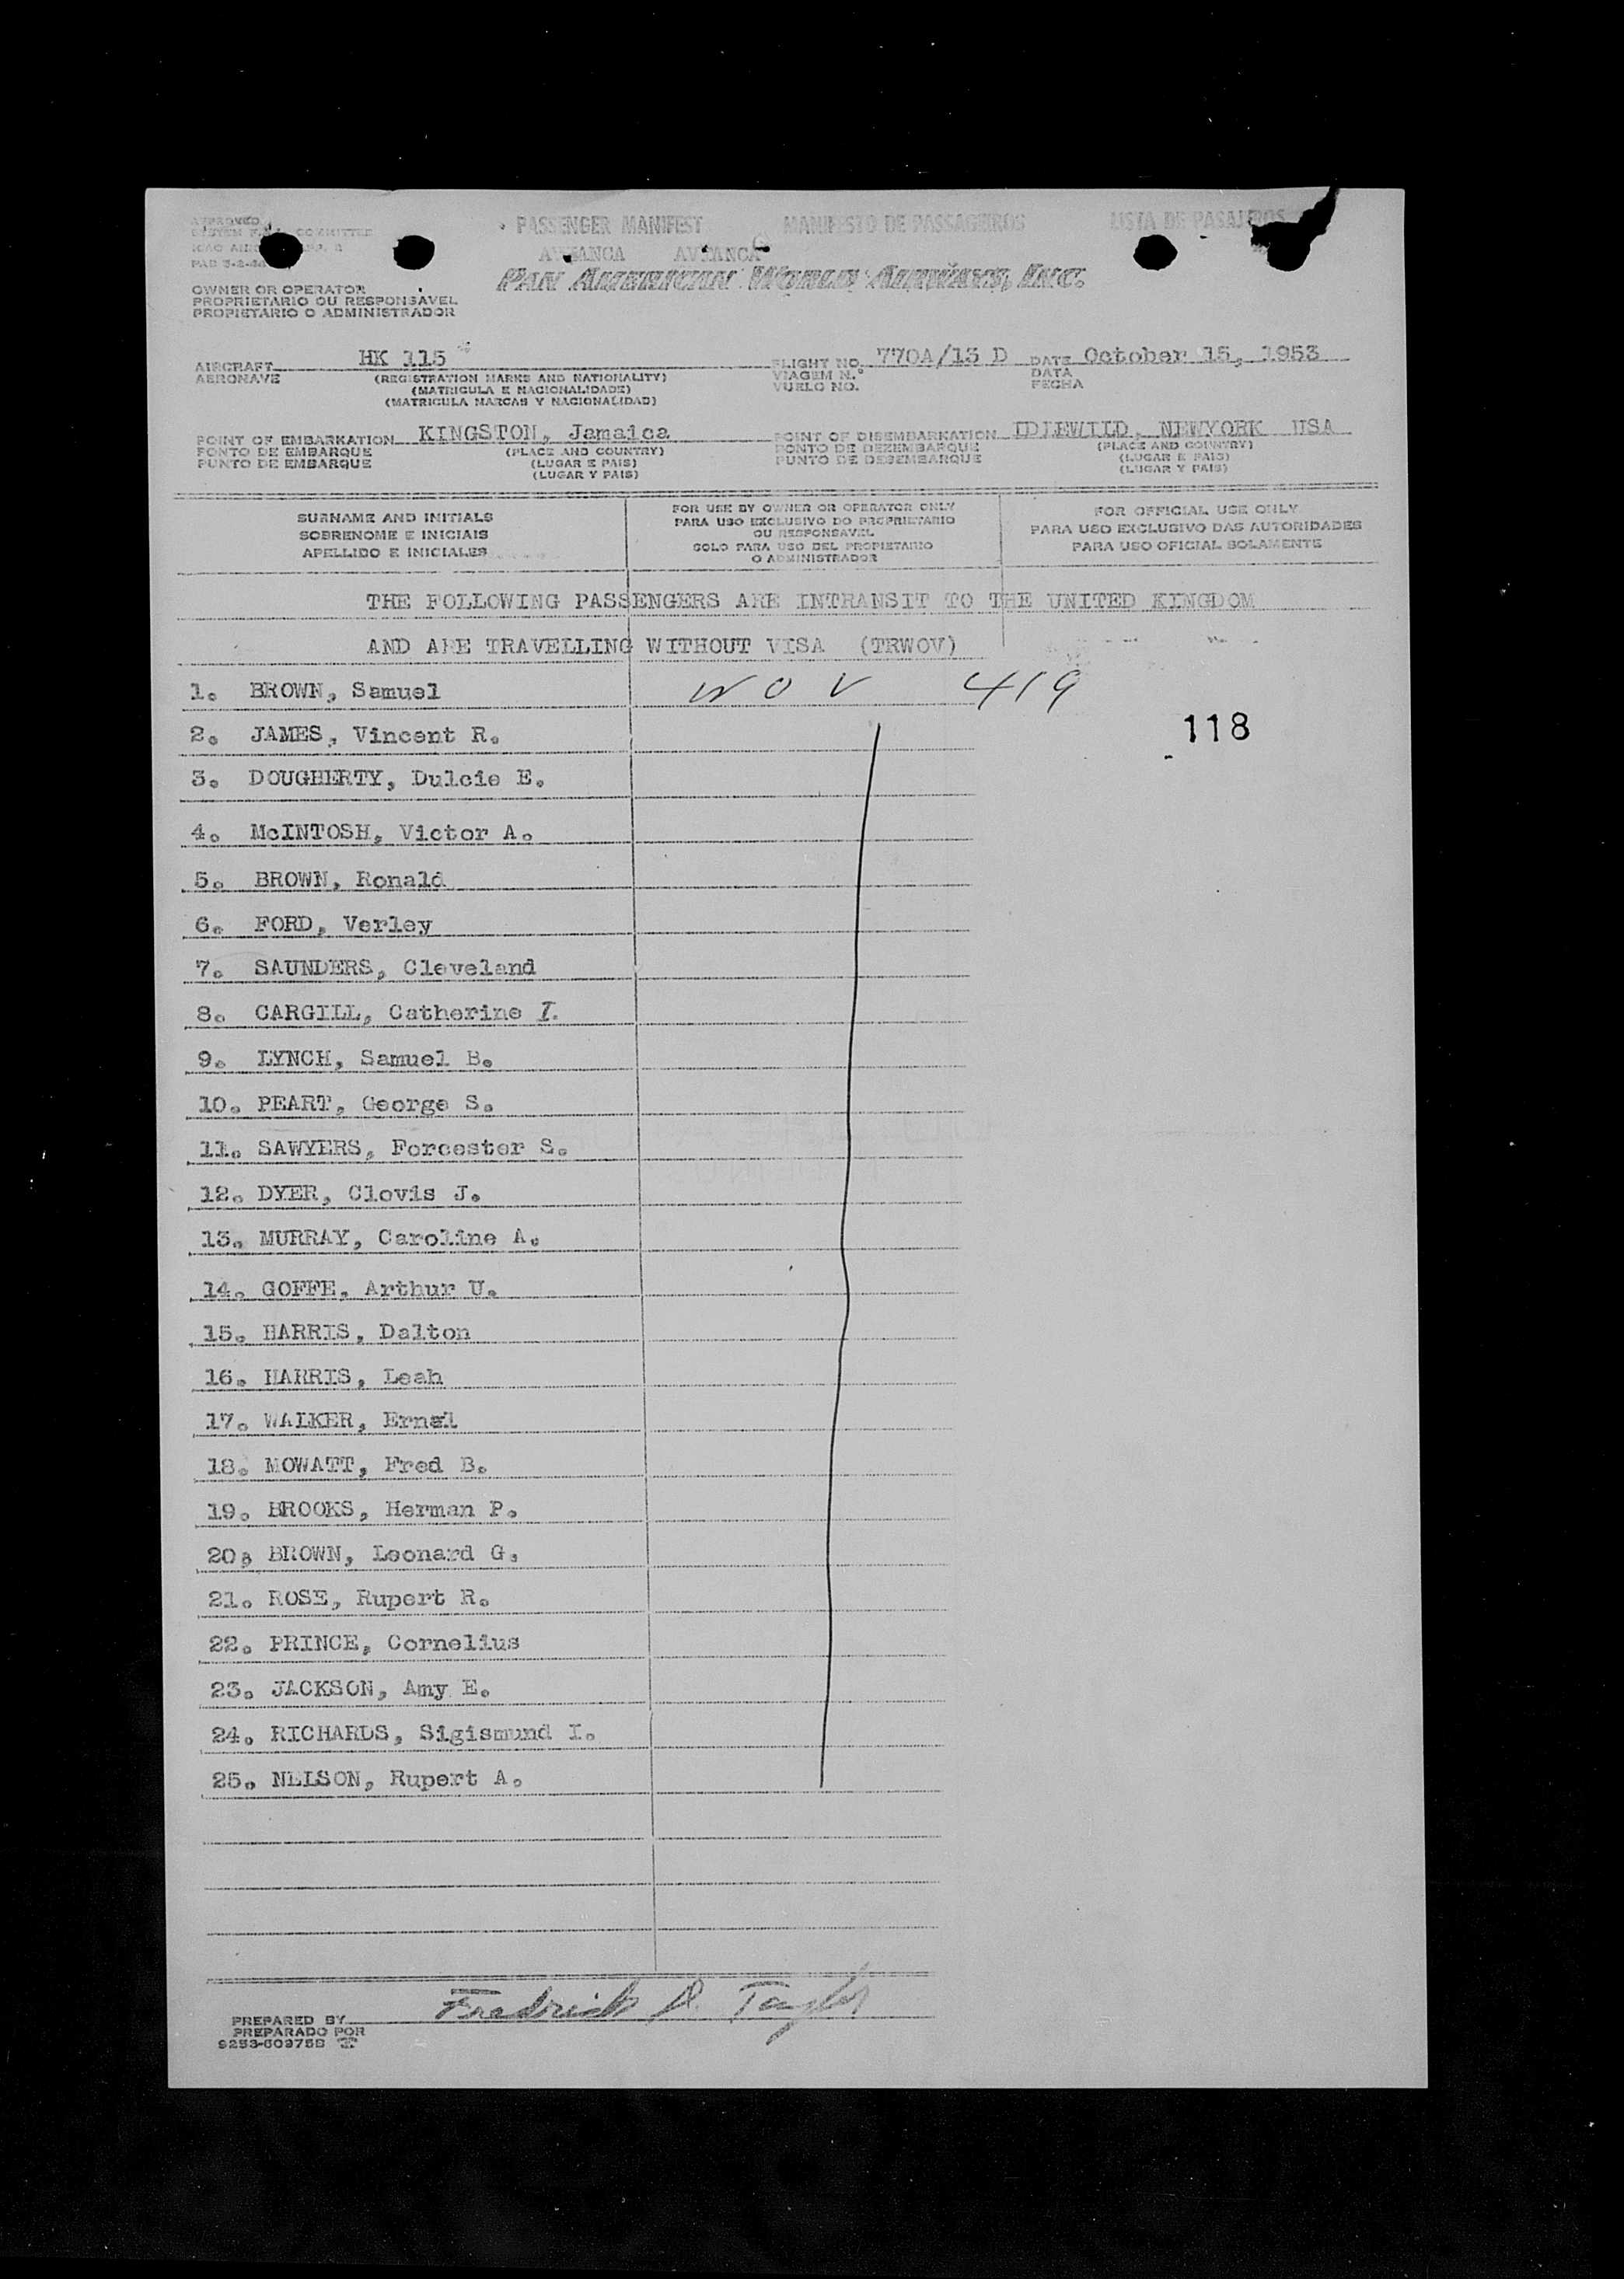 APPROVED
PASSENGER MANIFEST MANIFESTO DE PASSAGEIROS LISTA DE PASAJEROS
AVIANCA AVIANCA
PAN AMERICAN WORLD AIRWAYS, INC.
OWNER OR OPERATOR
PROPRIETARIO OU RESPONSAVEL
PROPIETARIO O ADMINISTRADOR
AIRCRAFT HK 115 FLIGHT NO. 770A/13 D DATE October 15, 1953
AERONAVE (REGISTRATION MARKS AND NATIONALITY) VIAGEM N.° DATA
(MATRICULA E NACIONALIDADE) VUELO NO. FECHA
(MATRICULA MARCAS Y NACIONALIDAD)
POINT OF EMBARKATION KINGSTON, Jamaica POINT OF DISEMBARKATION IDLEWILD, NEWYORK USA
PONTO DE EMBARQUE (PLACE AND COUNTRY) PONTO DE DEZEMBARQUE (PLACE AND COUNTRY)
PUNTO DE EMBARQUE (LUGAR E PAIS) PUNTO DE DESEMBARQUE (LUGAR E PAIS)
(LUGAR Y PAIS) (LUGAR Y PAIS)
SURNAME AND INITIALS
SOBRENOME E INICIAIS
APELLIDO E INICIALES
FOR USE BY OWNER OR OPERATOR ONLY
PARA USO EXCLUSIVO DO PROPRIETARIO
OU RESPONSAVEL
SOLO PARA USO DEL PROPIETARIO
O ADMINISTRADOR
FOR OFFICIAL USE ONLY
PARA USO EXCLUSIVO DAS AUTORIDADES
PARA USO OFICIAL SOLAMENTE
THE FOLLOWING PASSENGERS ARE INTRANSIT TO THE UNITED KINGDOM
AND ARE TRAVELLING WITHOUT VISA (TRWOV)
1. BROWN, Samuel WOV 419
118
2. JAMES, Vincent R.
3. DOUGHERTY, Dulcie E.
4. McINTOSH, Victor A.
5. BROWN, Ronald
6. FORD, Verley
7. SAUNDERS, Cleveland
8. CARGILL, Catherine I.
9. LYNCH, Samuel B.
10. PEART, George S.
11. SAWYERS, Forcester S.
12. DYER, Clovis J.
13. MURRAY, Caroline A.
14. GOFFE, Arthur U.
15. HARRIS, Dalton
16. HARRIS, Leah
17. WALKER, Ernal
18. MOWATT, Fred B.
19. BROOKS, Herman P.
20. BROWN, Leonard G.
21. ROSE, Rupert R.
22. PRINCE, Cornelius
23. JACKSON, Amy E.
24. RICHARDS, Sigismund I.
25. NELSON, Rupert A.
PREPARED BY Fredrick D. Taylor
PREPARADO POR